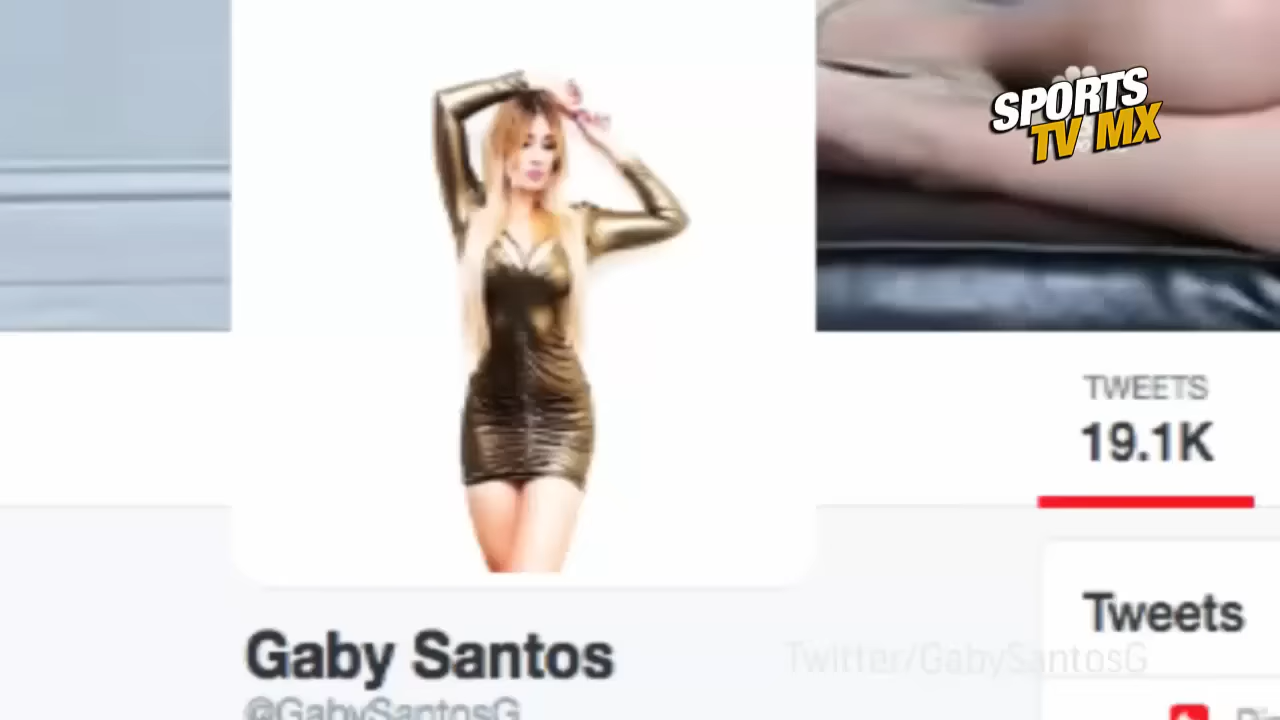 SPORTS
TV MX
TWEETS
19.1K
Tweets
Gaby Santos
Twitter/GabySantosG
@GabySantosG